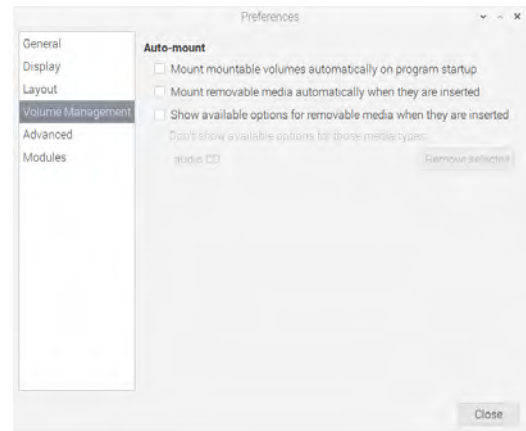 Preferences
General
Display
Layout
Volume Management
Advanced
Modules
Auto-mount
Mount mountable volumes automatically on program startup
Mount removable media automatically when they are inserted
Show available options for removable media when they are inserted
Don't show available options for those media types:
audio CD
Remove selected
Close